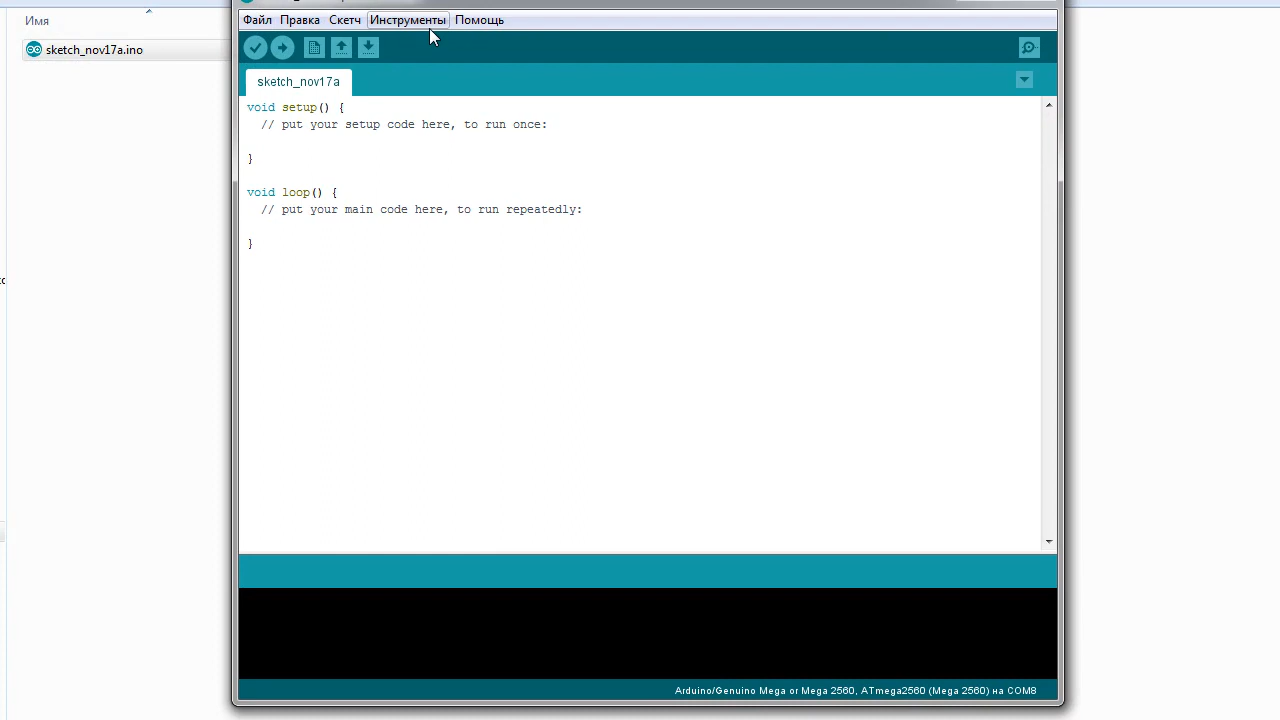 Имя
sketch_nov17a.ino
Файл Правка Скетч Инструменты Помощь
sketch_nov17a
void setup() {
  // put your setup code here, to run once:
}
void loop() {
  // put your main code here, to run repeatedly:
}
Arduino/Genuino Mega or Mega 2560, ATmega2560 (Mega 2560) на COM8